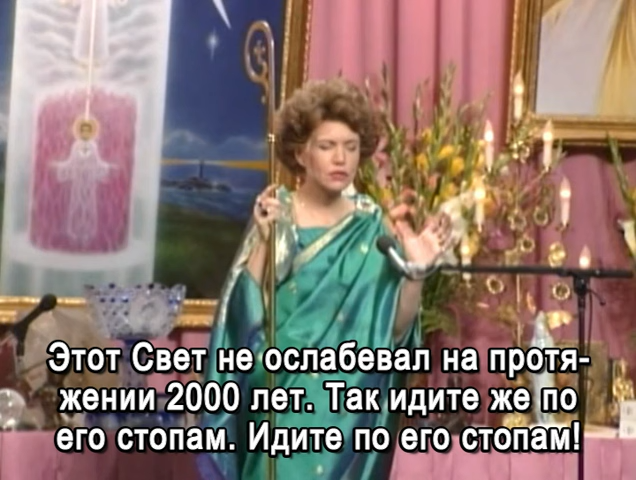 Этот Свет не ослабевал на протя-
жении 2000 лет. Так идите же по
его стопам. Идите по его стопам!